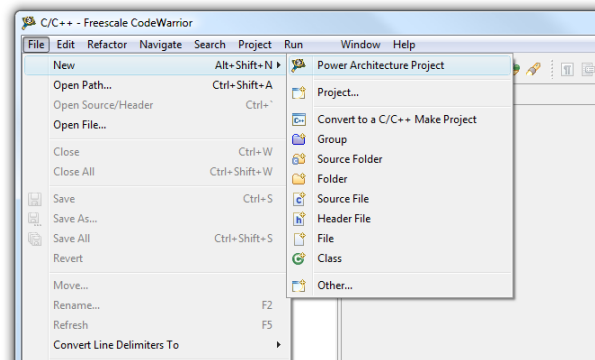 C/C++ - Freescale CodeWarrior
File Edit Refactor Navigate Search Project Run Window Help
New Alt+Shift+N
Open Path... Ctrl+Shift+A
Open Source/Header Ctrl+`
Open File...
Close Ctrl+W
Close All Ctrl+Shift+W
Save Ctrl+S
Save As...
Save All Ctrl+Shift+S
Revert
Move...
Rename... F2
Refresh F5
Convert Line Delimiters To
Power Architecture Project
Project...
Convert to a C/C++ Make Project
Group
Source Folder
Folder
Source File
Header File
File
Class
Other...